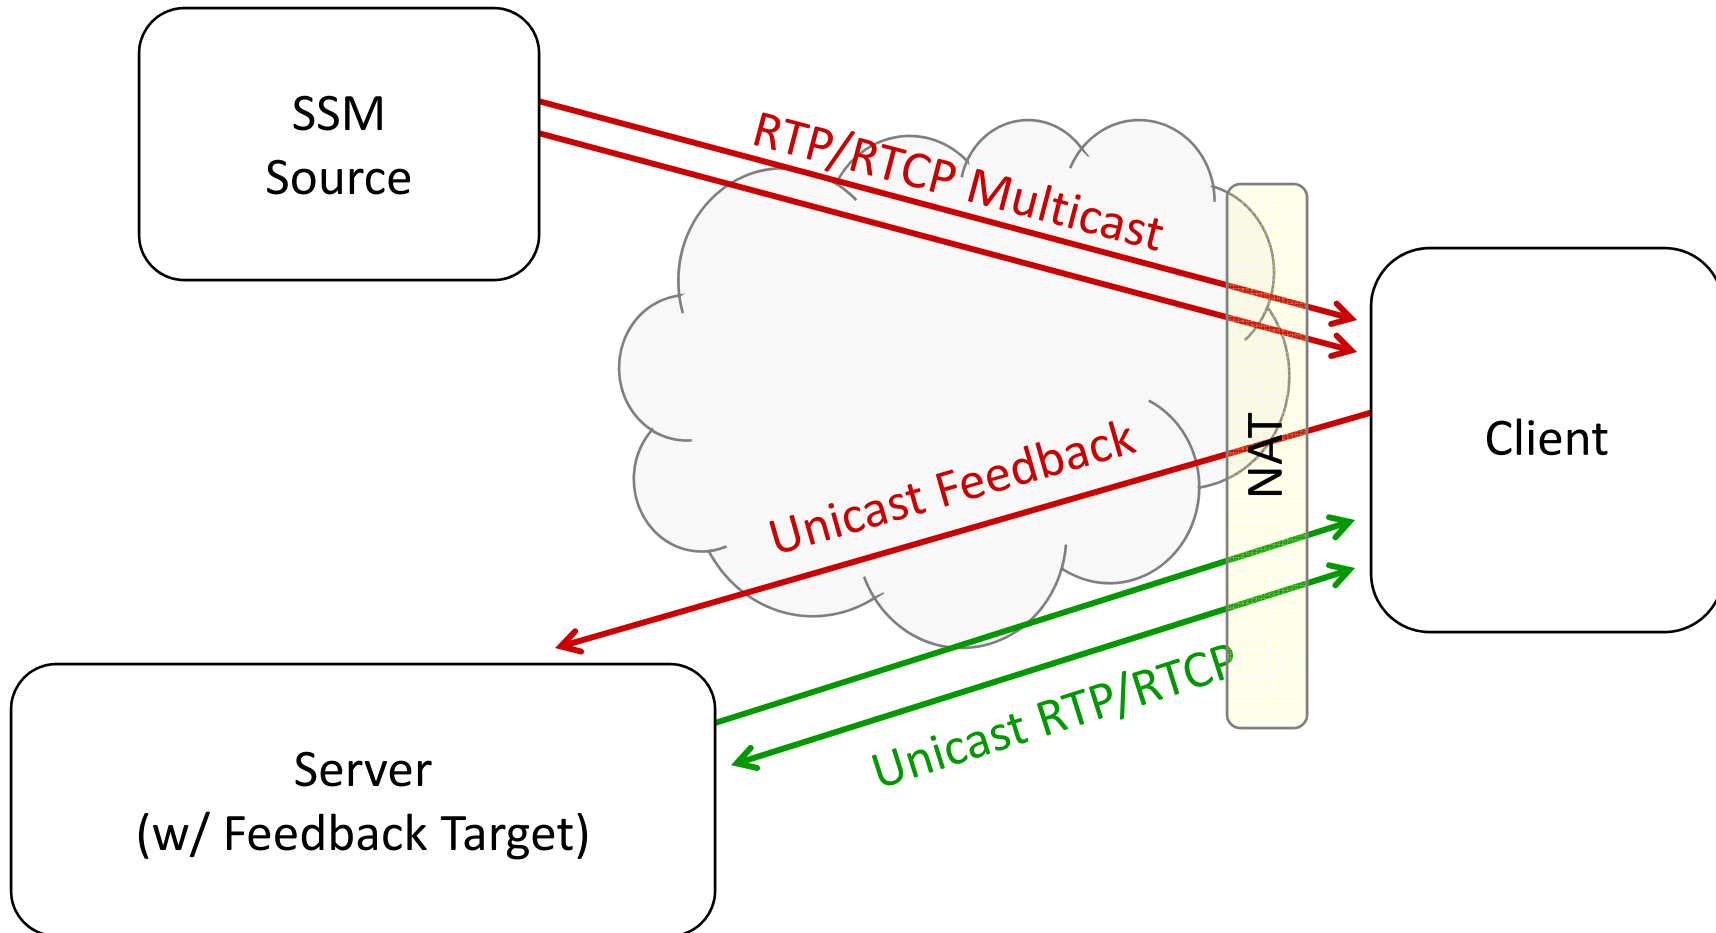 SSM
Source
RTP/RTCP Multicast
NAT
Client
Unicast Feedback
Unicast RTP/RTCP
Server
(w/ Feedback Target)